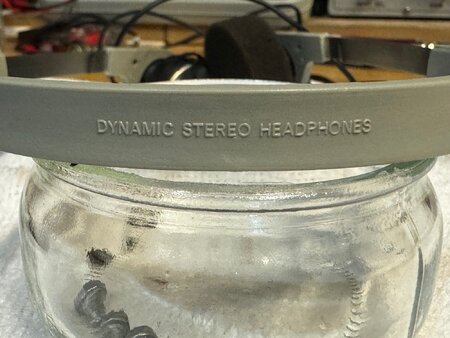 DYNAMIC STEREO HEADPHONES